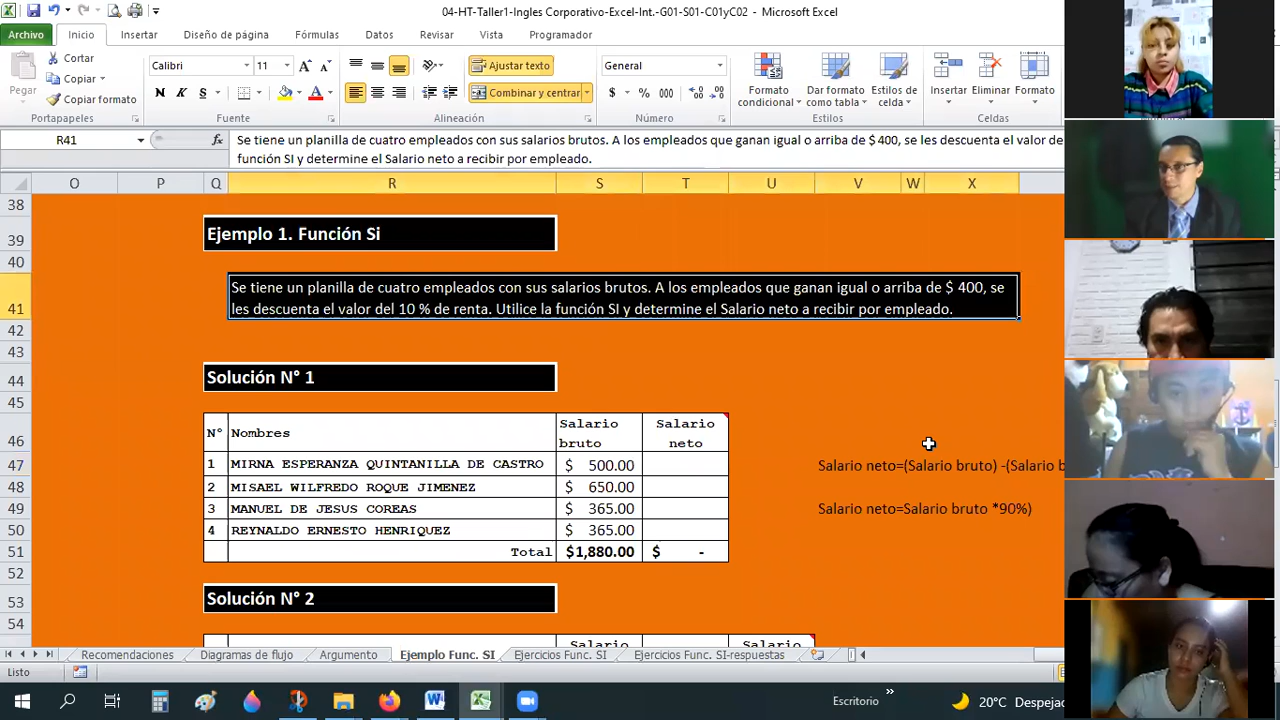 04-HT-Taller1-Ingles Corporativo-Excel-Int.-G01-S01-C01yC02 - Microsoft Excel
Archivo Inicio Insertar Diseño de página Fórmulas Datos Revisar Vista Programador
Pegar
Cortar
Copiar
Copiar formato
Portapapeles
Calibri 11
N K S
Fuente
Ajustar texto
Combinar y centrar
Alineación
General
$ % 000
Número
Formato condicional
Dar formato como tabla
Estilos de celda
Estilos
Insertar Eliminar Formato
Celdas
R41 fx Se tiene un planilla de cuatro empleados con sus salarios brutos. A los empleados que ganan igual o arriba de $ 400, se les descuenta el valor de
función SI y determine el Salario neto a recibir por empleado.
O P Q R S T U V W X
38
39 Ejemplo 1. Función Si
40
41 Se tiene un planilla de cuatro empleados con sus salarios brutos. A los empleados que ganan igual o arriba de $ 400, se
les descuenta el valor del 10 % de renta. Utilice la función SI y determine el Salario neto a recibir por empleado.
42
43
44 Solución N° 1
45
46 N° Nombres Salario bruto Salario neto
47 1 MIRNA ESPERANZA QUINTANILLA DE CASTRO $ 500.00 Salario neto=(Salario bruto) -(Salario b
48 2 MISAEL WILFREDO ROQUE JIMENEZ $ 650.00
49 3 MANUEL DE JESUS COREAS $ 365.00 Salario neto=Salario bruto *90%)
50 4 REYNALDO ERNESTO HENRIQUEZ $ 365.00
51 Total $1,880.00 $ -
52
53 Solución N° 2
54
Salario Salario
Recomendaciones Diagramas de flujo Argumento Ejemplo Func. SI Ejercicios Func. SI Ejercicios Func. SI-respuestas
Listo
Escritorio » 20°C Despejad